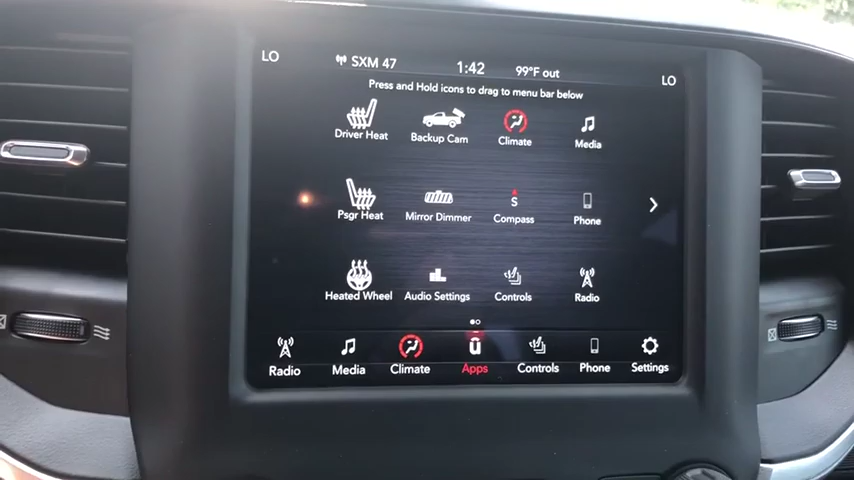 LO SXM 47 1:42 99°F out LO
Press and Hold icons to drag to menu bar below
Driver Heat Backup Cam Climate Media
S
Psgr Heat Mirror Dimmer Compass Phone
Heated Wheel Audio Settings Controls Radio
Radio Media Climate Apps Controls Phone Settings